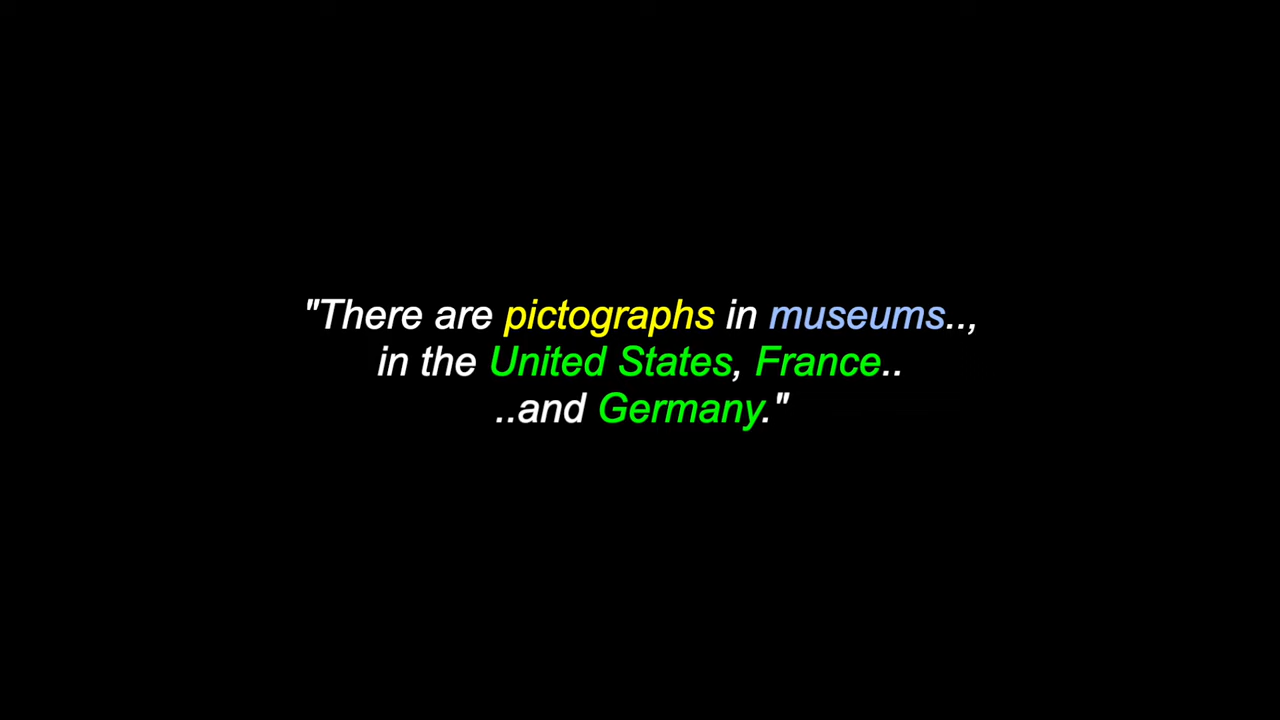 "There are pictographs in museums..,
in the United States, France..
..and Germany."